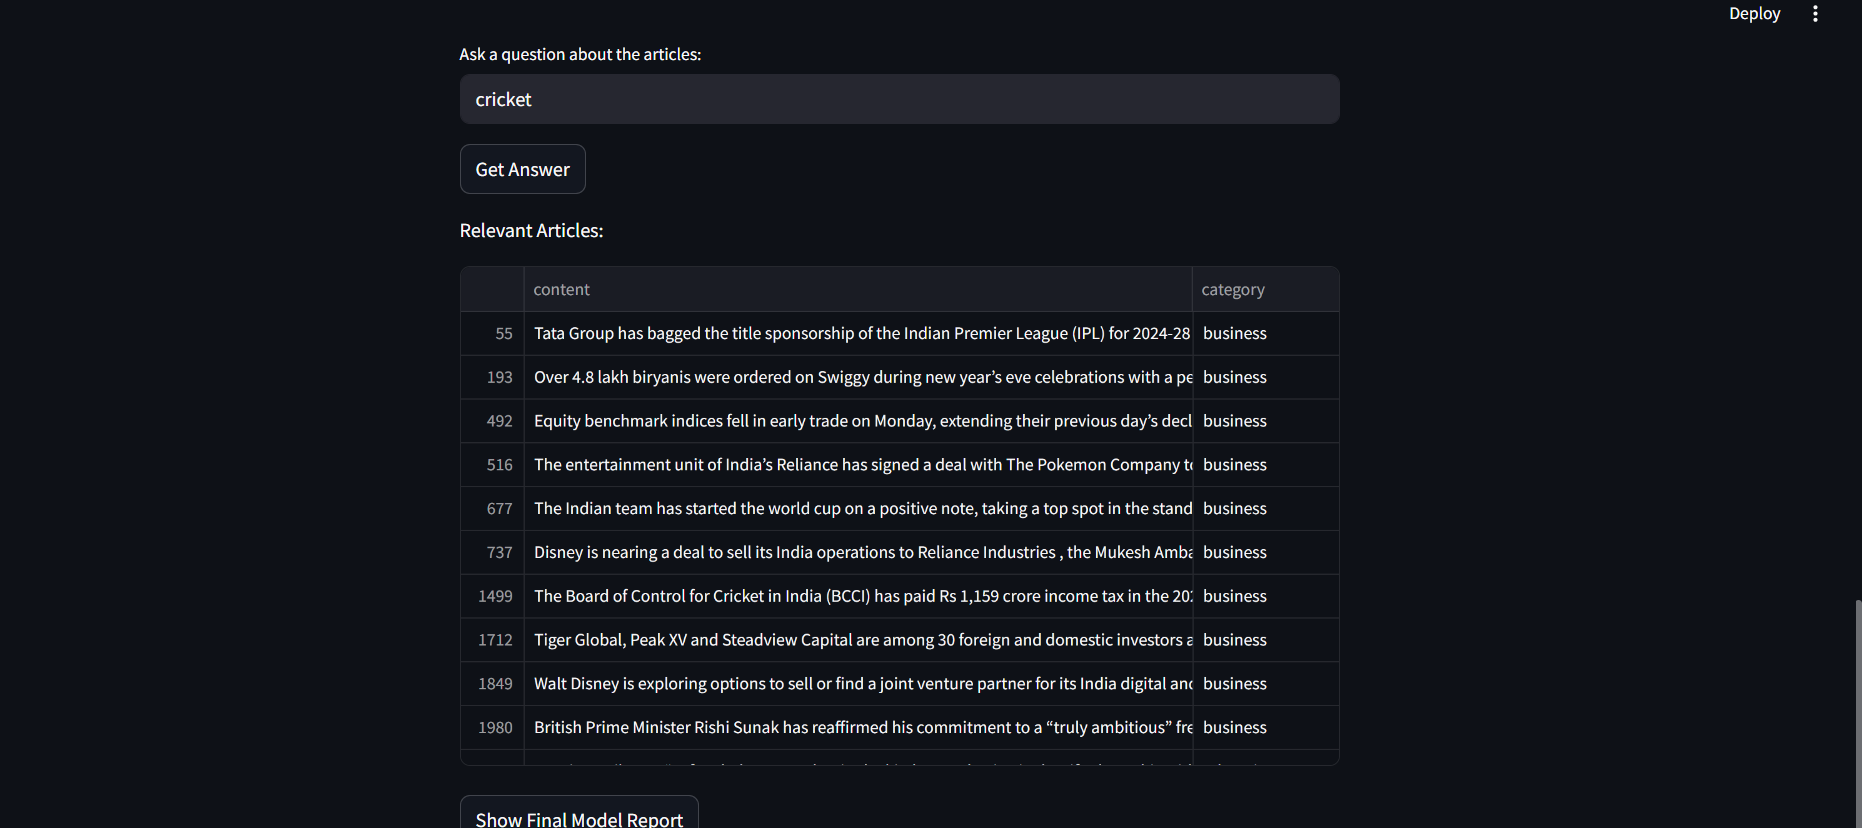 Deploy
Ask a question about the articles:
cricket
Get Answer
Relevant Articles:
content category
55 Tata Group has bagged the title sponsorship of the Indian Premier League (IPL) for 2024-28 business
193 Over 4.8 lakh biryanis were ordered on Swiggy during new year’s eve celebrations with a pe business
492 Equity benchmark indices fell in early trade on Monday, extending their previous day’s decl business
516 The entertainment unit of India’s Reliance has signed a deal with The Pokemon Company to business
677 The Indian team has started the world cup on a positive note, taking a top spot in the stand business
737 Disney is nearing a deal to sell its India operations to Reliance Industries , the Mukesh Amba business
1499 The Board of Control for Cricket in India (BCCI) has paid Rs 1,159 crore income tax in the 202 business
1712 Tiger Global, Peak XV and Steadview Capital are among 30 foreign and domestic investors a business
1849 Walt Disney is exploring options to sell or find a joint venture partner for its India digital and business
1980 British Prime Minister Rishi Sunak has reaffirmed his commitment to a “truly ambitious” fre business
Show Final Model Report